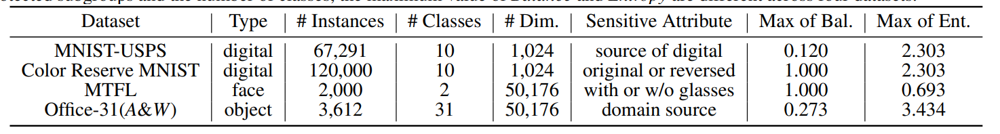 subgroups and the number of classes, the maximum value of Balance and Entropy are different across four datasets.
Dataset Type # Instances # Classes # Dim. Sensitive Attribute Max of Bal. Max of Ent.
MNIST-USPS digital 67,291 10 1,024 source of digital 0.120 2.303
Color Reserve MNIST digital 120,000 10 1,024 original or reversed 1.000 2.303
MTFL face 2,000 2 50,176 with or w/o glasses 1.000 0.693
Office-31(A&W) object 3,612 31 50,176 domain source 0.273 3.434